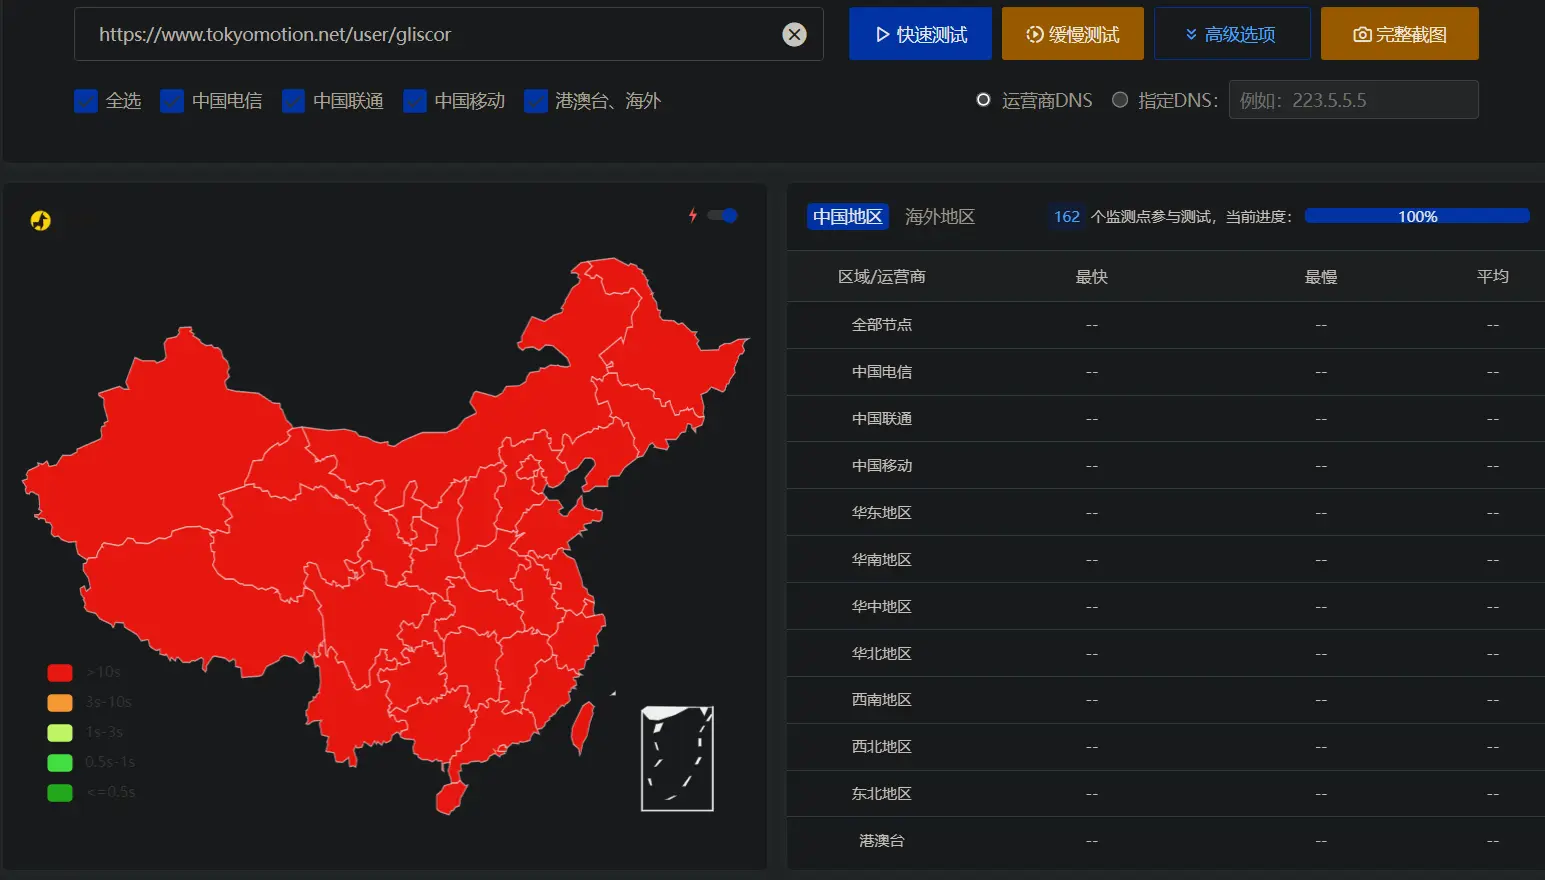 https://www.tokyomotion.net/user/gliscor
快速测试
缓慢测试
高级选项
完整截图
全选 中国电信 中国联通 中国移动 港澳台、海外
运营商DNS 指定DNS: 例如：223.5.5.5
中国地区 海外地区 162 个监测点参与测试，当前进度： 100%
区域/运营商 最快 最慢 平均
全部节点 -- -- --
中国电信 -- -- --
中国联通 -- -- --
中国移动 -- -- --
华东地区 -- -- --
华南地区 -- -- --
华中地区 -- -- --
华北地区 -- -- --
西南地区 -- -- --
西北地区 -- -- --
东北地区 -- -- --
港澳台 -- -- --
>10s
3s-10s
1s-3s
0.5s-1s
<=0.5s